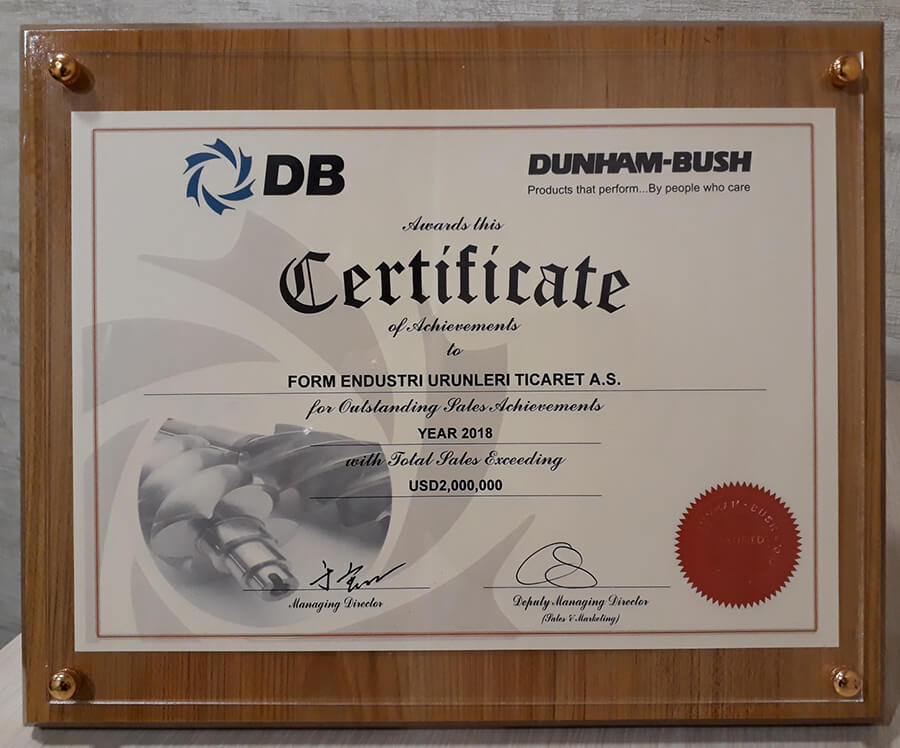 DB
DUNHAM-BUSH
Products that perform...By people who care
Awards this
Certificate
of Achievements
to
FORM ENDUSTRI URUNLERI TICARET A.S.
for Outstanding Sales Achievements
YEAR 2018
with Total Sales Exceeding
USD2,000,000
Managing Director
Deputy Managing Director
(Sales & Marketing)